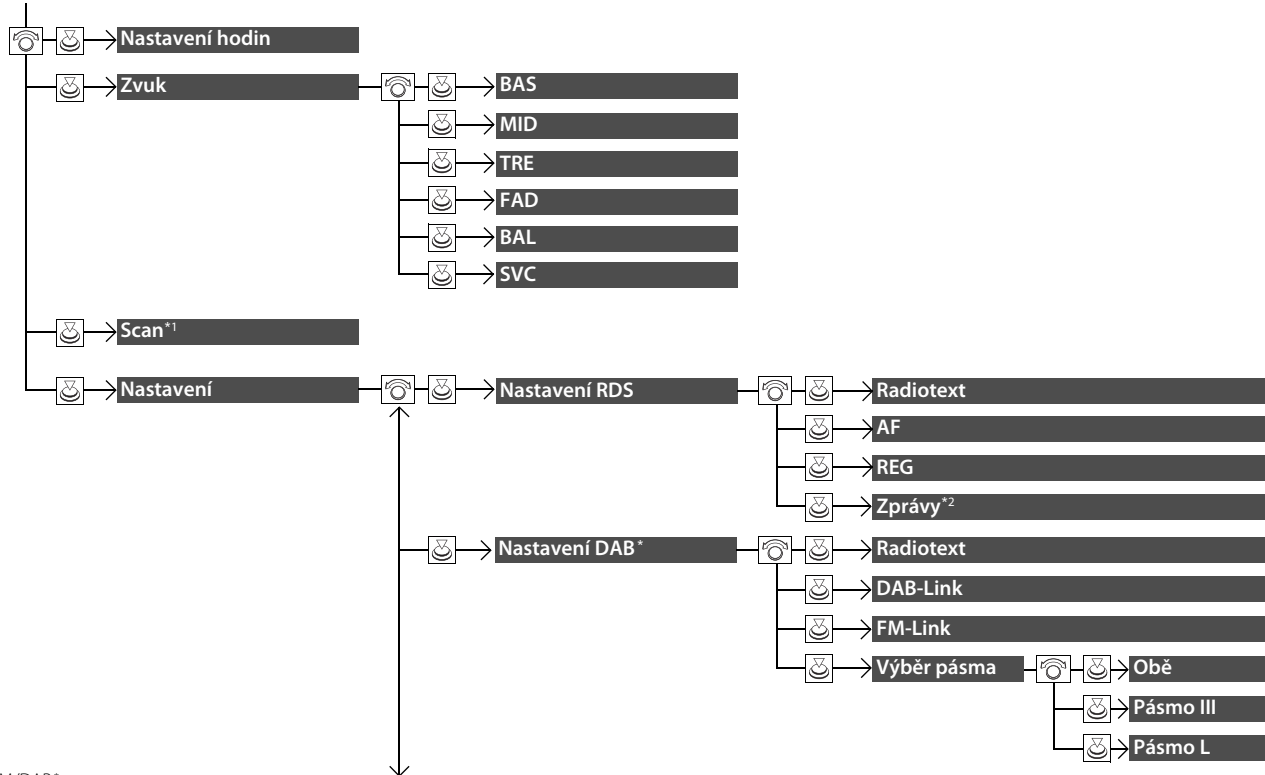 Nastavení hodin
Zvuk
BAS
MID
TRE
FAD
BAL
SVC
Scan*1
Nastavení
Nastavení RDS
Radiotext
AF
REG
Zprávy*2
Nastavení DAB*
Radiotext
DAB-Link
FM-Link
Výběr pásma
Obě
Pásmo III
Pásmo L